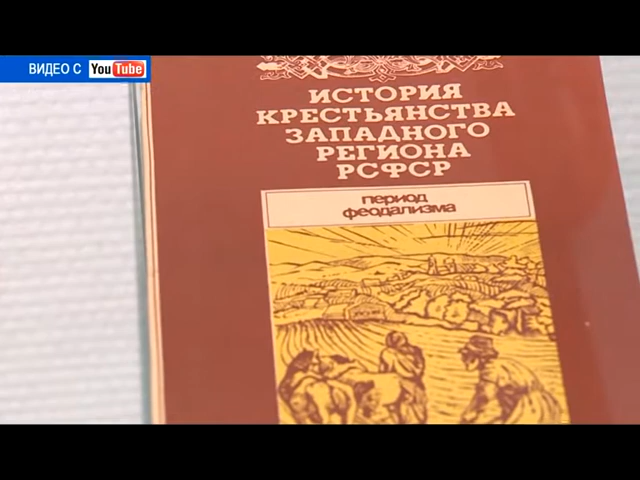 ВИДЕО С YouTube
ИСТОРИЯ
КРЕСТЬЯНСТВА
ЗАПАДНОГО
РЕГИОНА
РСФСР
период
феодализма